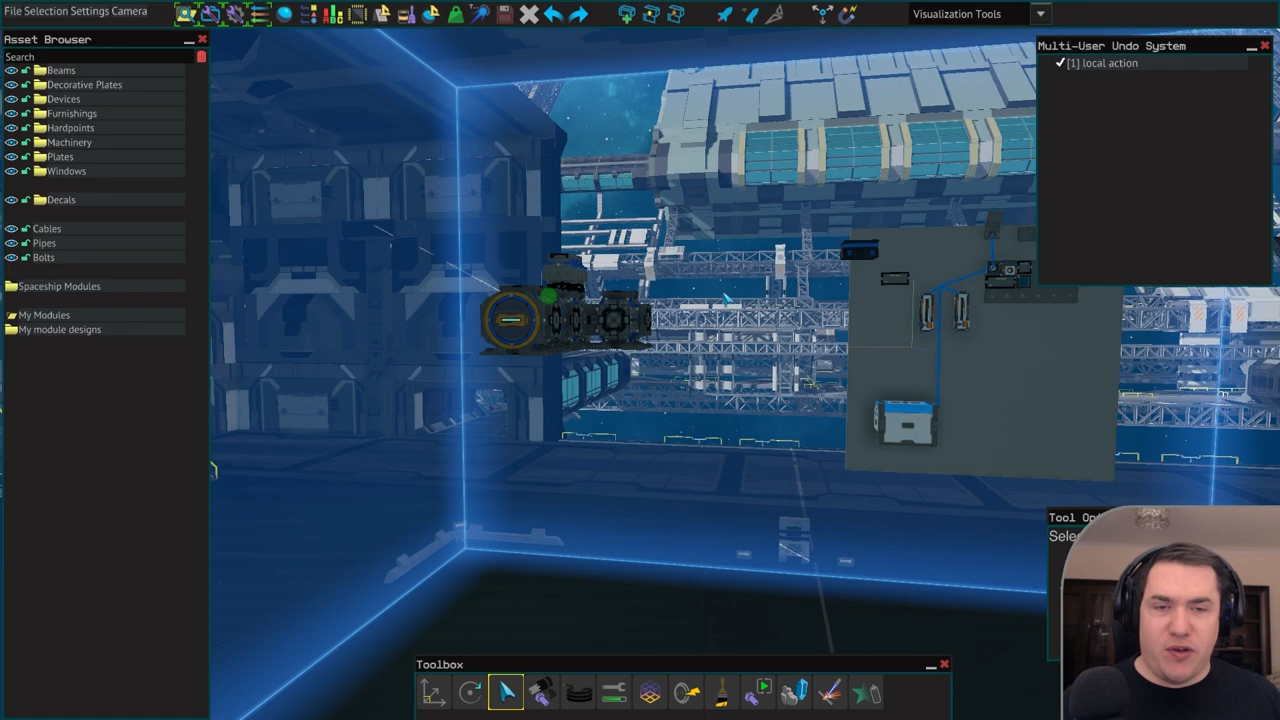 File Selection Settings Camera
Visualization Tools
Asset Browser
Search
Beams
Decorative Plates
Devices
Furnishings
Hardpoints
Machinery
Plates
Windows
Decals
Cables
Pipes
Bolts
Spaceship Modules
My Modules
My module designs
Multi-User Undo System
[1] local action
Tool
Toolbox